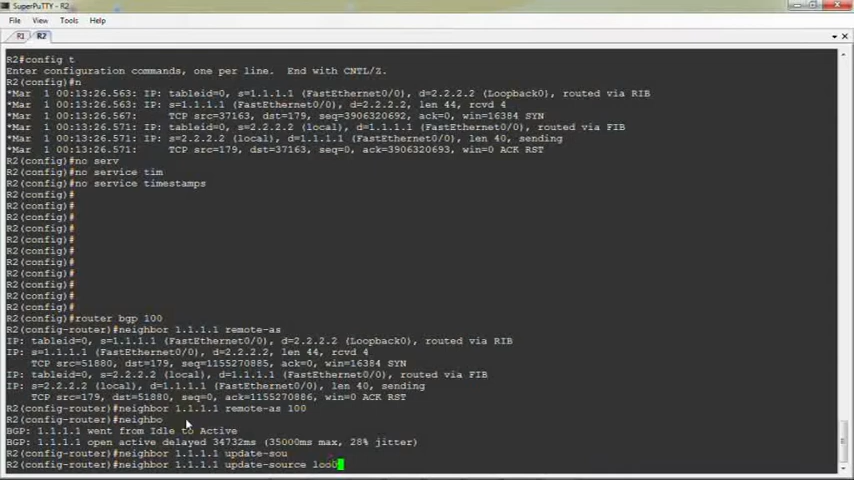 SuperPuTTY - R2
File View Tools Help
R1 R2
R2#config t
Enter configuration commands, one per line. End with CNTL/Z.
R2(config)#n
*Mar 1 00:13:26.563: IP: tableid=0, s=1.1.1.1 (FastEthernet0/0), d=2.2.2.2 (Loopback0), routed via RIB
*Mar 1 00:13:26.563: IP: s=1.1.1.1 (FastEthernet0/0), d=2.2.2.2, len 44, rcvd 4
*Mar 1 00:13:26.567: TCP src=37163, dst=179, seq=3906320692, ack=0, win=16384 SYN
*Mar 1 00:13:26.571: IP: tableid=0, s=2.2.2.2 (local), d=1.1.1.1 (FastEthernet0/0), routed via FIB
*Mar 1 00:13:26.571: IP: s=2.2.2.2 (local), d=1.1.1.1 (FastEthernet0/0), len 40, sending
*Mar 1 00:13:26.571: TCP src=179, dst=37163, seq=0, ack=3906320693, win=0 ACK RST
R2(config)#no serv
R2(config)#no service tim
R2(config)#no service timestamps
R2(config)#
R2(config)#
R2(config)#
R2(config)#
R2(config)#
R2(config)#
R2(config)#
R2(config)#
R2(config)#
R2(config)#
R2(config)#
R2(config)#router bgp 100
R2(config-router)#neighbor 1.1.1.1 remote-as
IP: tableid=0, s=1.1.1.1 (FastEthernet0/0), d=2.2.2.2 (Loopback0), routed via RIB
IP: s=1.1.1.1 (FastEthernet0/0), d=2.2.2.2, len 44, rcvd 4
TCP src=51880, dst=179, seq=1155270885, ack=0, win=16384 SYN
IP: tableid=0, s=2.2.2.2 (local), d=1.1.1.1 (FastEthernet0/0), routed via FIB
IP: s=2.2.2.2 (local), d=1.1.1.1 (FastEthernet0/0), len 40, sending
TCP src=179, dst=51880, seq=0, ack=1155270886, win=0 ACK RST
R2(config-router)#neighbor 1.1.1.1 remote-as 100
R2(config-router)#neighbo
BGP: 1.1.1.1 went from Idle to Active
BGP: 1.1.1.1 open active delayed 34732ms (35000ms max, 28% jitter)
R2(config-router)#neighbor 1.1.1.1 update-sou
R2(config-router)#neighbor 1.1.1.1 update-source loo